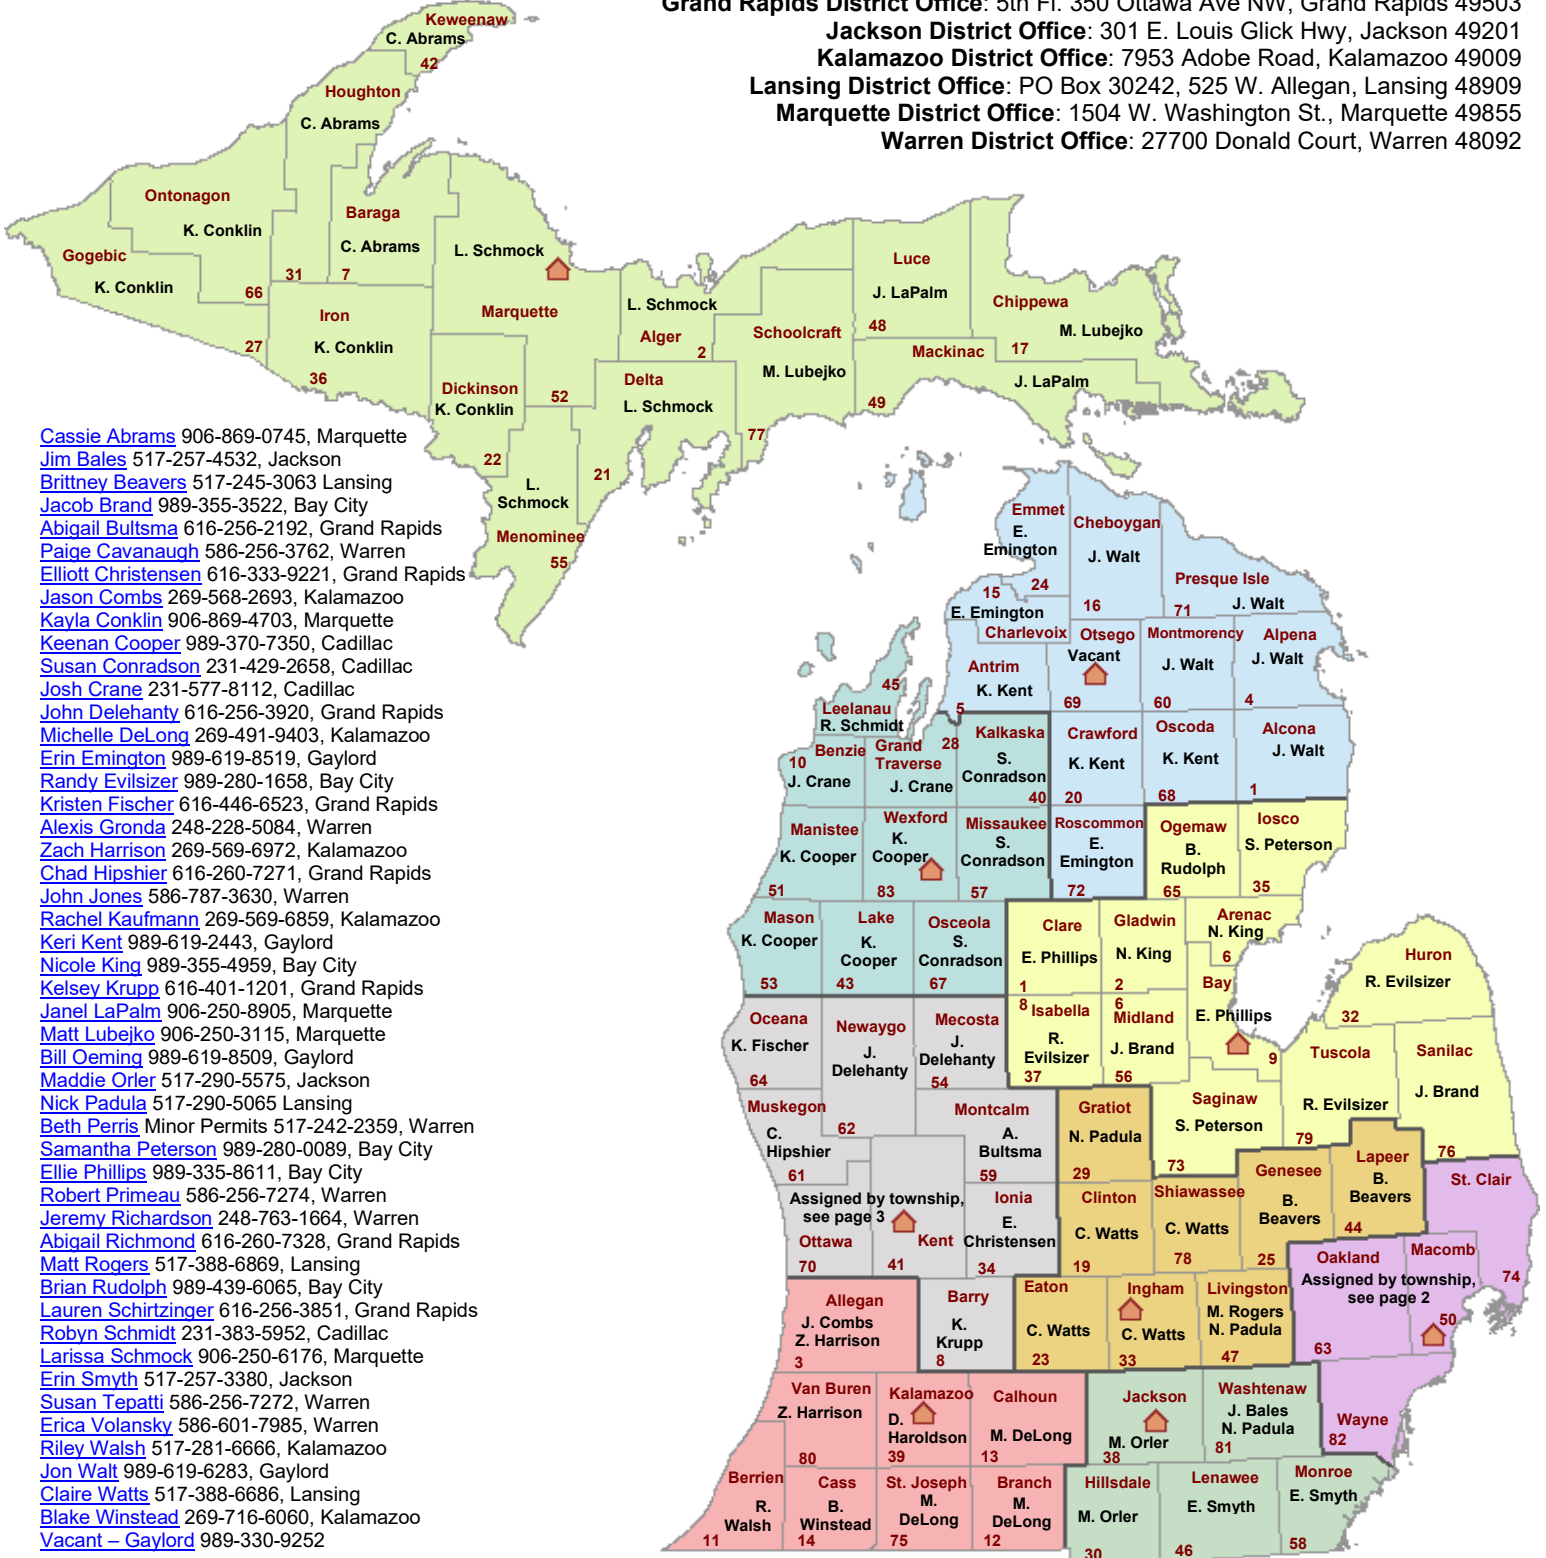 Grand Rapids District Office: 5th Fl. 350 Ottawa Ave NW, Grand Rapids 49503
Jackson District Office: 301 E. Louis Glick Hwy, Jackson 49201
Kalamazoo District Office: 7953 Adobe Road, Kalamazoo 49009
Lansing District Office: PO Box 30242, 525 W. Allegan, Lansing 48909
Marquette District Office: 1504 W. Washington St., Marquette 49855
Warren District Office: 27700 Donald Court, Warren 48092
Keweenaw
C. Abrams
42
Houghton
C. Abrams
31
Ontonagon
K. Conklin
66
Gogebic
K. Conklin
27
Baraga
C. Abrams
7
Iron
K. Conklin
36
L. Schmock
Marquette
52
Dickinson
K. Conklin
22
L.
Schmock
Menominee
55
L. Schmock
Alger
2
Delta
L. Schmock
21
Schoolcraft
M. Lubejko
77
Luce
J. LaPalm
48
Chippewa
M. Lubejko
17
Mackinac
J. LaPalm
49
Cassie Abrams 906-869-0745, Marquette
Jim Bales 517-257-4532, Jackson
Brittney Beavers 517-245-3063 Lansing
Jacob Brand 989-355-3522, Bay City
Abigail Bultsma 616-256-2192, Grand Rapids
Paige Cavanaugh 586-256-3762, Warren
Elliott Christensen 616-333-9221, Grand Rapids
Jason Combs 269-568-2693, Kalamazoo
Kayla Conklin 906-869-4703, Marquette
Keenan Cooper 989-370-7350, Cadillac
Susan Conradson 231-429-2658, Cadillac
Josh Crane 231-577-8112, Cadillac
John Delehanty 616-256-3920, Grand Rapids
Michelle DeLong 269-491-9403, Kalamazoo
Erin Emington 989-619-8519, Gaylord
Randy Evilsizer 989-280-1658, Bay City
Kristen Fischer 616-446-6523, Grand Rapids
Alexis Gronda 248-228-5084, Warren
Zach Harrison 269-569-6972, Kalamazoo
Chad Hipshier 616-260-7271, Grand Rapids
John Jones 586-787-3630, Warren
Rachel Kaufmann 269-569-6859, Kalamazoo
Keri Kent 989-619-2443, Gaylord
Nicole King 989-355-4959, Bay City
Kelsey Krupp 616-401-1201, Grand Rapids
Janel LaPalm 906-250-8905, Marquette
Matt Lubejko 906-250-3115, Marquette
Bill Oeming 989-619-8509, Gaylord
Maddie Orler 517-290-5575, Jackson
Nick Padula 517-290-5065 Lansing
Beth Perris Minor Permits 517-242-2359, Warren
Samantha Peterson 989-280-0089, Bay City
Ellie Phillips 989-335-8611, Bay City
Robert Primeau 586-256-7274, Warren
Jeremy Richardson 248-763-1664, Warren
Abigail Richmond 616-260-7328, Grand Rapids
Matt Rogers 517-388-6869, Lansing
Brian Rudolph 989-439-6065, Bay City
Lauren Schirtzinger 616-256-3851, Grand Rapids
Robyn Schmidt 231-383-5952, Cadillac
Larissa Schmock 906-250-6176, Marquette
Erin Smyth 517-257-3380, Jackson
Susan Tepatti 586-256-7272, Warren
Erica Volansky 586-601-7985, Warren
Riley Walsh 517-281-6666, Kalamazoo
Jon Walt 989-619-6283, Gaylord
Claire Watts 517-388-6686, Lansing
Blake Winstead 269-716-6060, Kalamazoo
Vacant – Gaylord 989-330-9252
Emmet
E.
Emington
24
Cheboygan
J. Walt
16
Presque Isle
71
J. Walt
15
E. Emington
Charlevoix
Antrim
K. Kent
5
Otsego
Vacant
69
Montmorency
J. Walt
60
Alpena
J. Walt
4
45
Leelanau
R. Schmidt
10
Benzie
J. Crane
Grand
Traverse
28
J. Crane
Kalkaska
S.
Conradson
40
Crawford
K. Kent
20
Oscoda
K. Kent
68
Alcona
J. Walt
1
Manistee
K. Cooper
51
Wexford
K.
Cooper
83
Missaukee
S.
Conradson
57
Roscommon
E.
Emington
72
Ogemaw
B.
Rudolph
65
Iosco
S. Peterson
35
Mason
K. Cooper
53
Lake
K.
Cooper
43
Osceola
S.
Conradson
67
Clare
E. Phillips
1
8
Gladwin
N. King
2
6
Arenac
N. King
6
Bay
E. Phillips
9
Huron
R. Evilsizer
32
Oceana
K. Fischer
64
Newaygo
J.
Delehanty
62
Mecosta
J.
Delehanty
54
Isabella
R.
Evilsizer
37
Midland
J. Brand
56
Tuscola
R. Evilsizer
79
Sanilac
J. Brand
76
Muskegon
C.
Hipshier
61
Montcalm
A.
Bultsma
59
Gratiot
N. Padula
29
Saginaw
S. Peterson
73
Genesee
B.
Beavers
25
Lapeer
B.
Beavers
44
St. Clair
74
Assigned by township,
see page 3
Ottawa
70
Kent
41
Ionia
E.
Christensen
34
Clinton
C. Watts
19
Shiawassee
C. Watts
78
Oakland
Macomb
Assigned by township,
see page 2
63
50
Allegan
J. Combs
Z. Harrison
3
Barry
K.
Krupp
8
Eaton
C. Watts
23
Ingham
C. Watts
33
Livingston
M. Rogers
N. Padula
47
Van Buren
Z. Harrison
80
Kalamazoo
D.
Haroldson
39
Calhoun
M. DeLong
13
Jackson
M. Orler
38
Washtenaw
J. Bales
N. Padula
81
Wayne
82
Berrien
R.
Walsh
11
Cass
B.
Winstead
14
St. Joseph
M.
DeLong
75
Branch
M.
DeLong
12
Hillsdale
M. Orler
30
Lenawee
E. Smyth
46
Monroe
E. Smyth
58